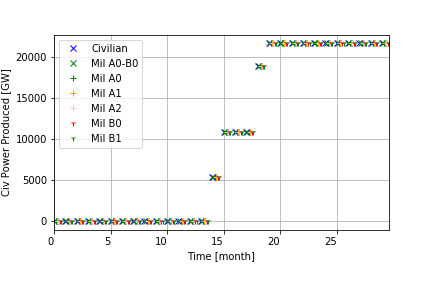 Civilian
Mil A0-B0
Mil A0
Mil A1
Mil A2
Mil B0
Mil B1
Civ Power Produced [GW]
20000
15000
10000
5000
0
0 5 10 15 20 25
Time [month]